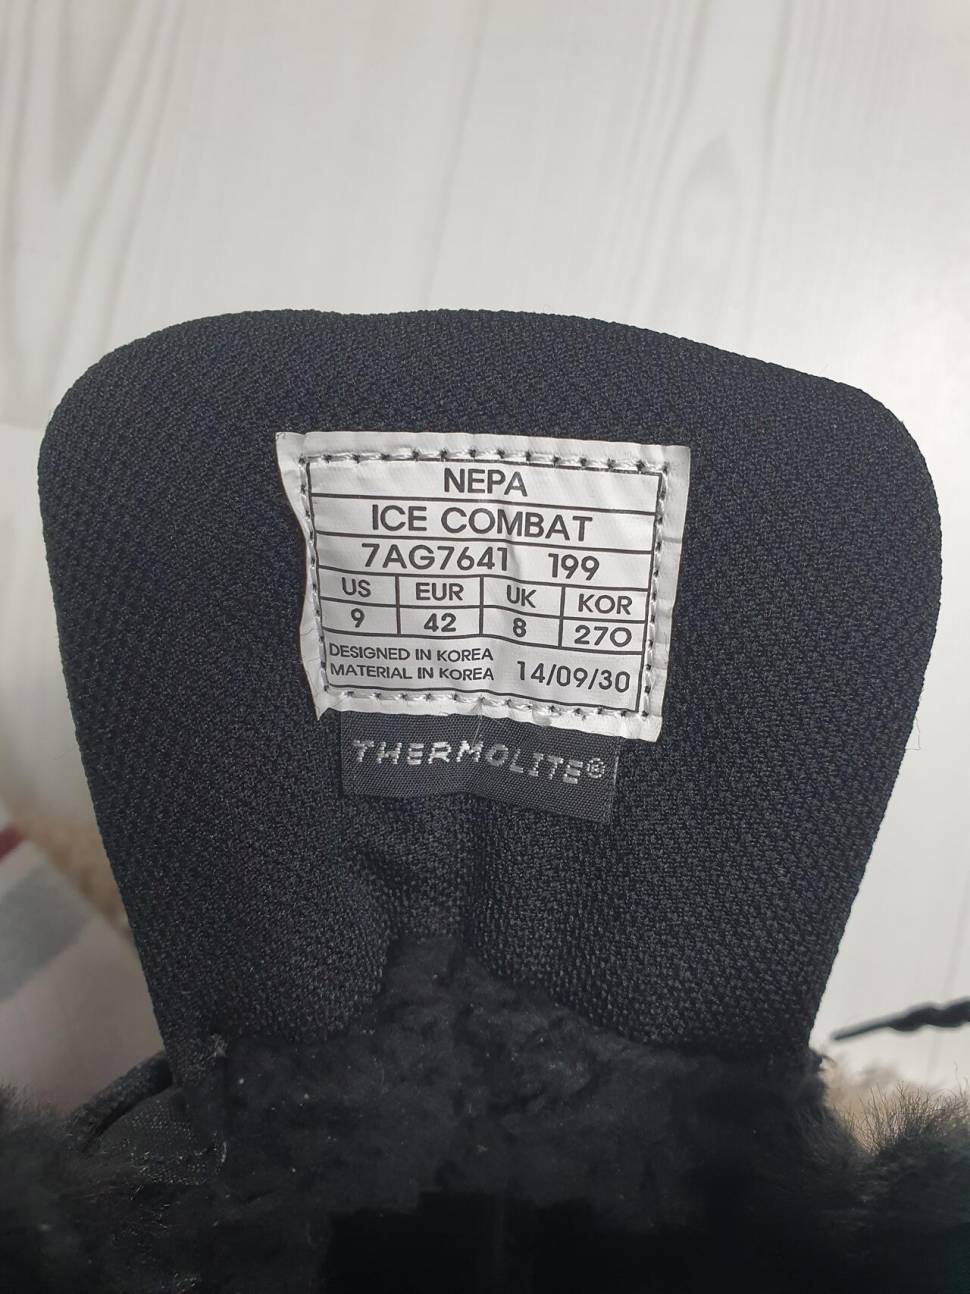 NEPA
ICE COMBAT
7AG7641 199
US EUR UK KOR
9 42 8 270
DESIGNED IN KOREA
MATERIAL IN KOREA 14/09/30
THERMOLITE®